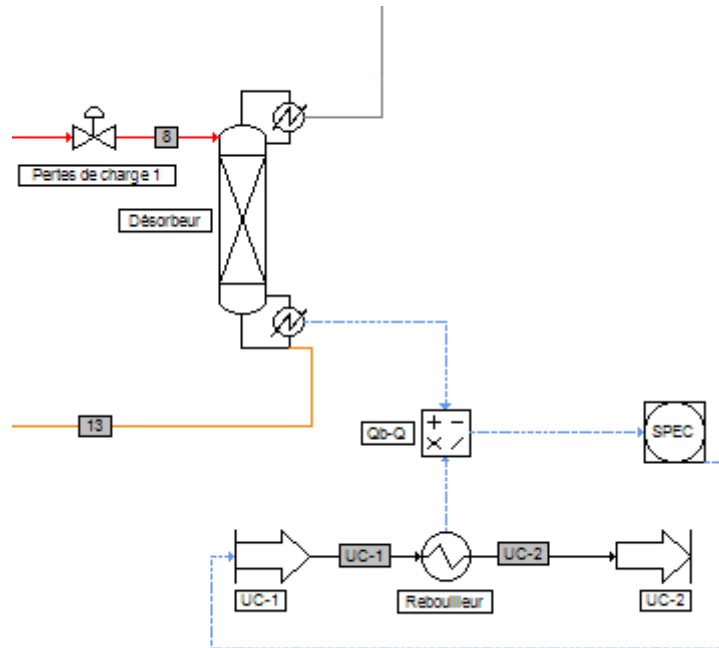 8
Pertes de charge 1
Désorbeur
13
Qb-Q
+ −
× ∕
SPEC
UC-1
UC-2
UC-1
Rebouilleur
UC-2